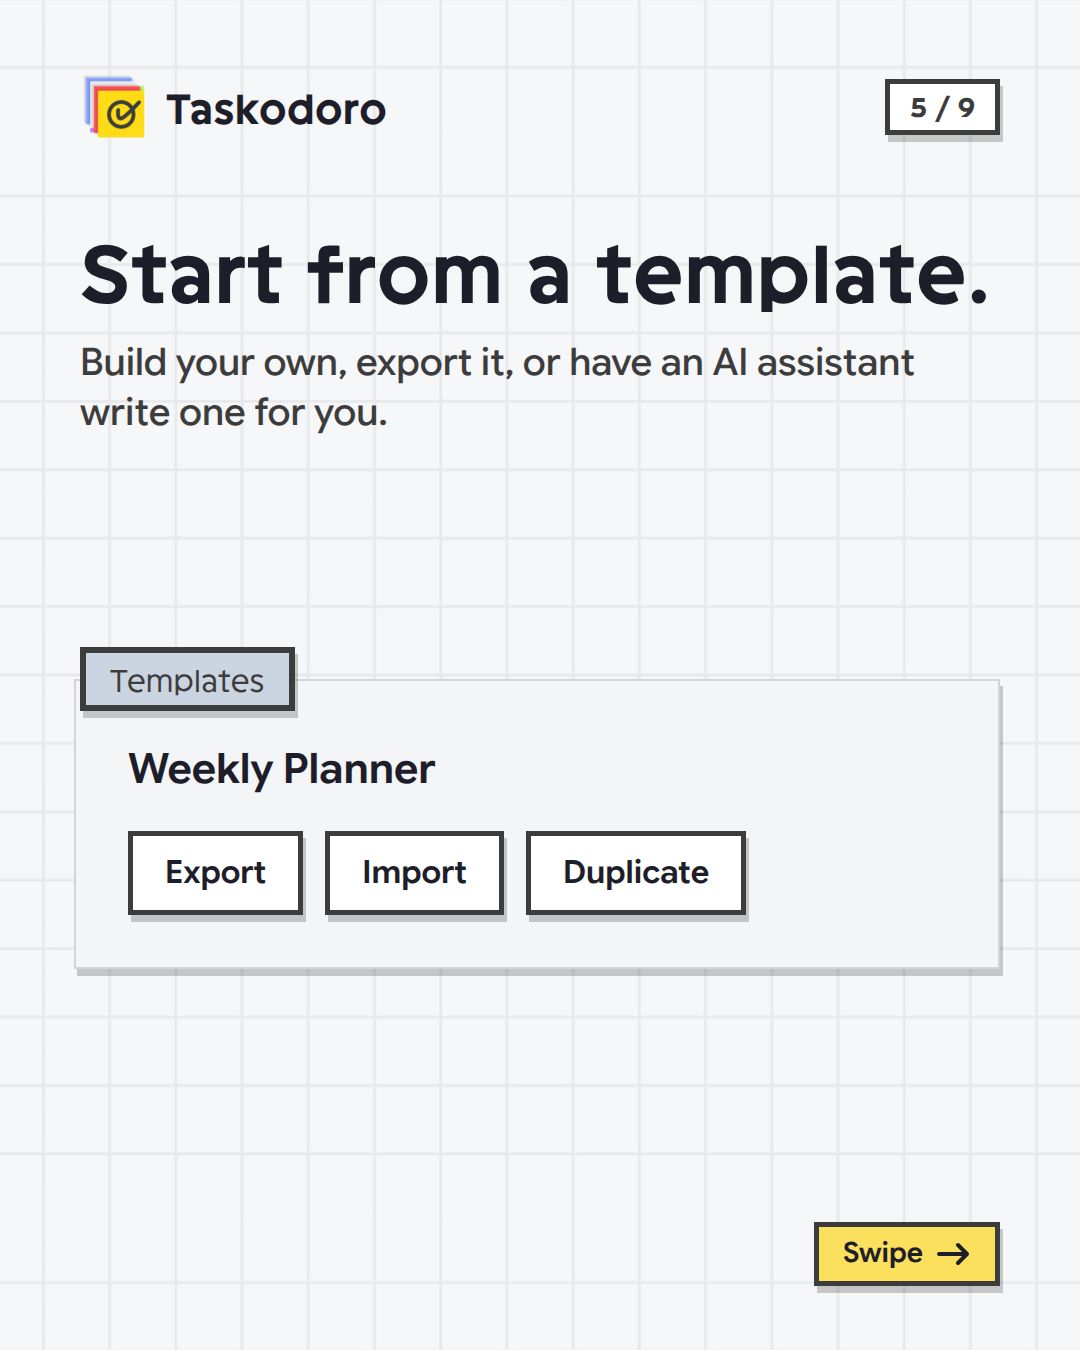 Taskodoro
5 / 9
Start from a template.
Build your own, export it, or have an AI assistant
write one for you.
Templates
Weekly Planner
Export
Import
Duplicate
Swipe →